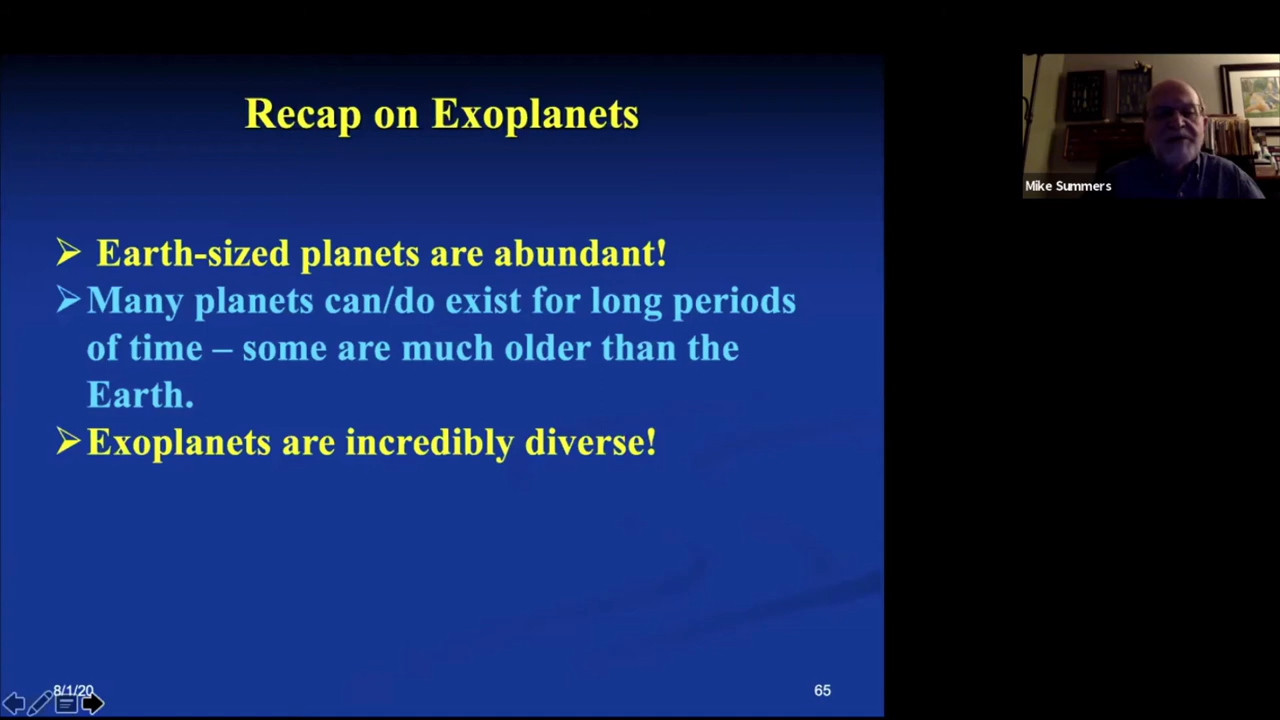 Recap on Exoplanets
Mike Summers
➢ Earth-sized planets are abundant!
➢ Many planets can/do exist for long periods
of time – some are much older than the
Earth.
➢ Exoplanets are incredibly diverse!
8/1/20
65